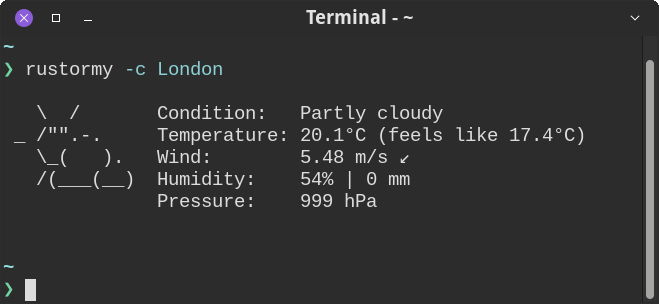 Terminal - ~
~
❯ rustormy -c London
   \  /       Condition:   Partly cloudy
 _ /"".-.     Temperature: 20.1°C (feels like 17.4°C)
   \_(   ).   Wind:        5.48 m/s ↙
   /(___(__)  Humidity:    54% | 0 mm
              Pressure:    999 hPa
~
❯